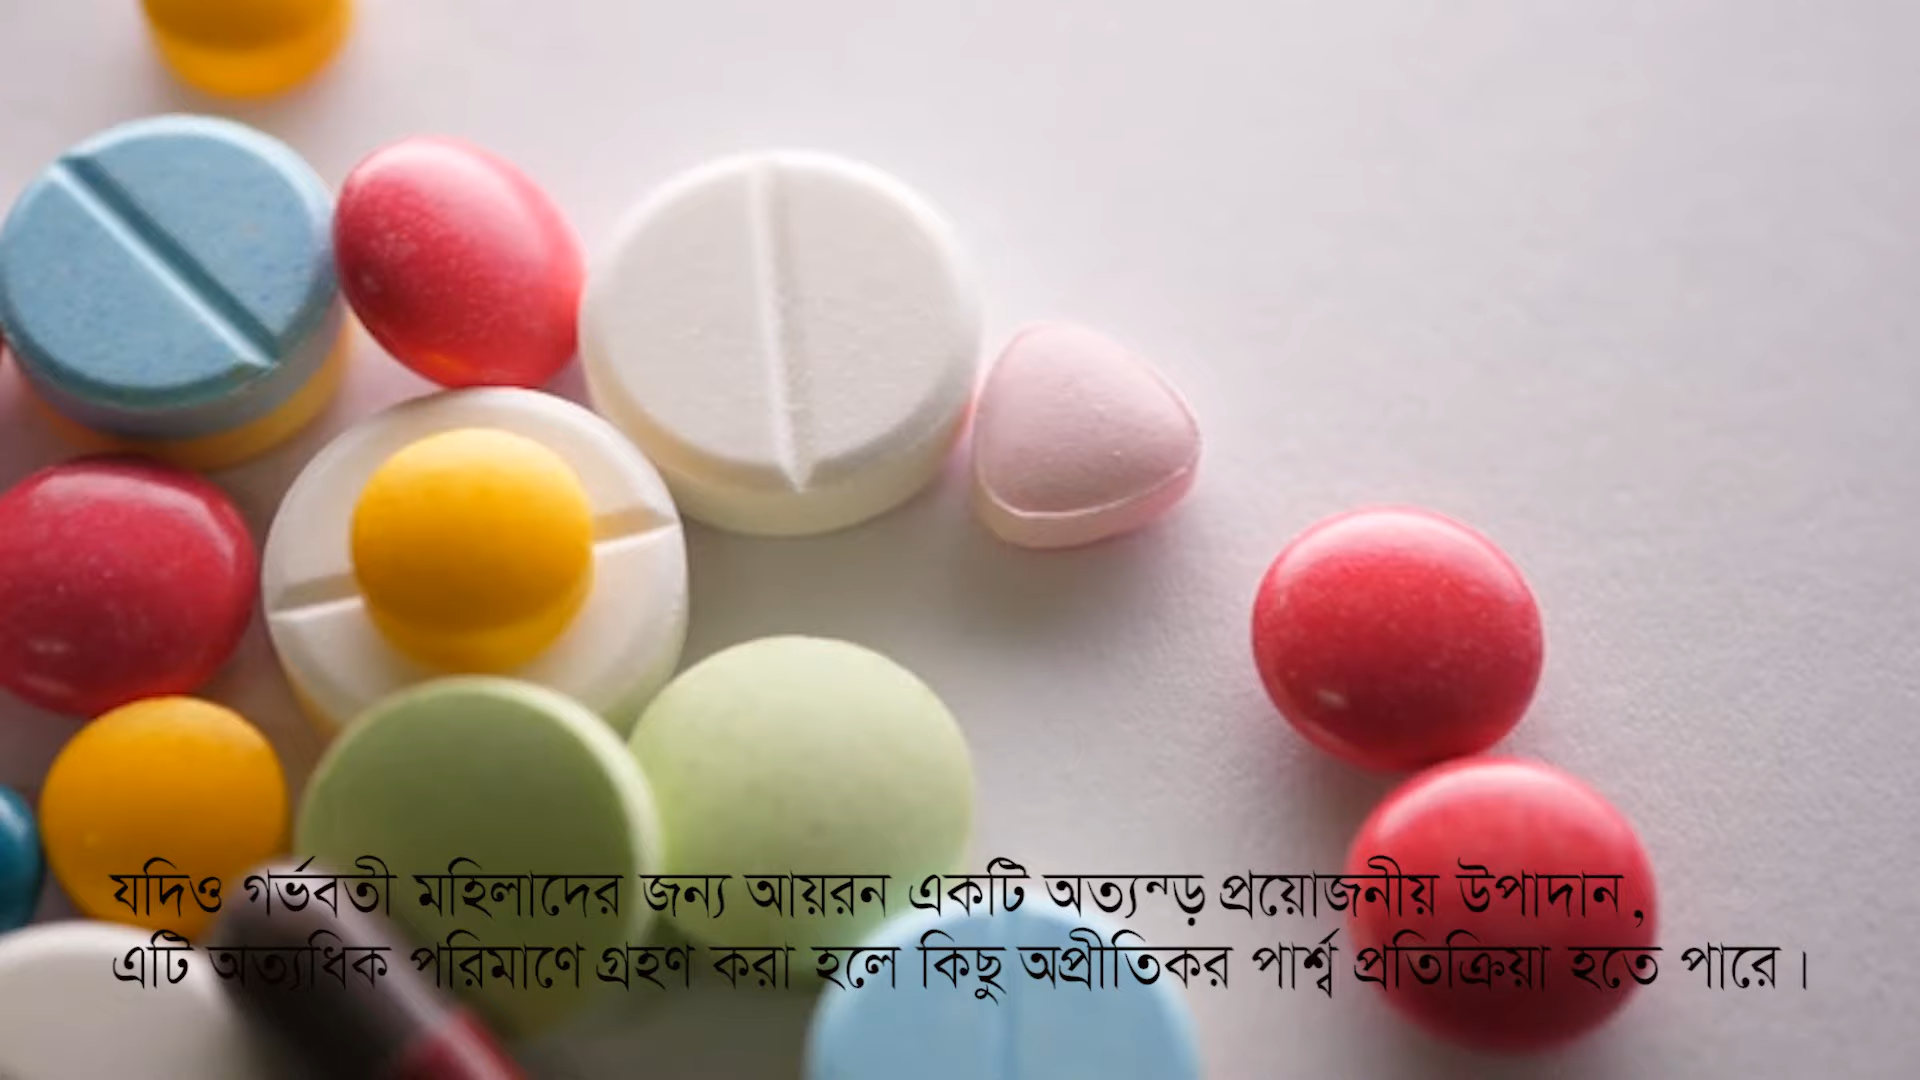 যদিও গর্ভবতী মহিলাদের জন্য আয়রন একটি অত্যন্ড় প্রয়োজনীয় উপাদান,
এটি অত্যধিক পরিমাণে গ্রহণ করা হলে কিছু অপ্রীতিকর পার্শ্ব প্রতিক্রিয়া হতে পারে।